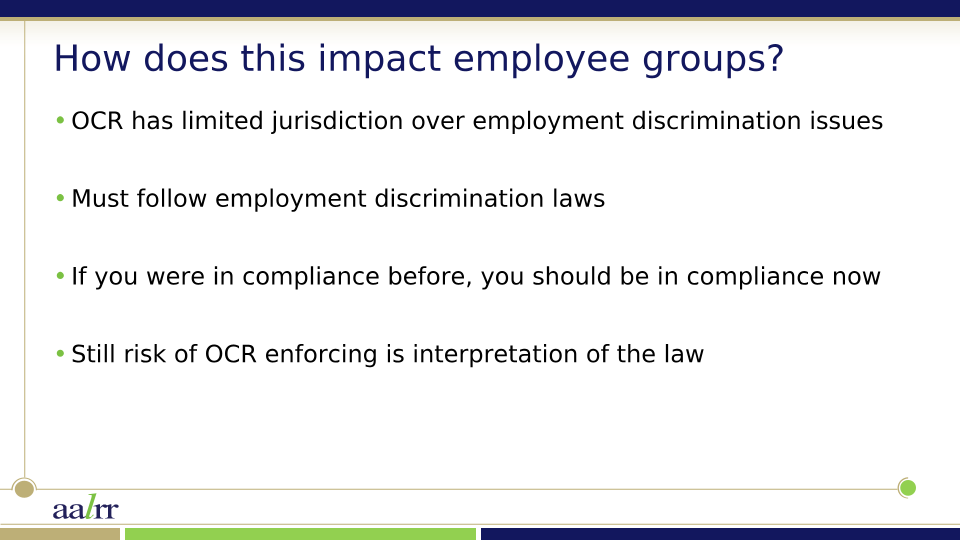 How does this impact employee groups?
• OCR has limited jurisdiction over employment discrimination issues
• Must follow employment discrimination laws
• If you were in compliance before, you should be in compliance now
• Still risk of OCR enforcing is interpretation of the law
aalrr